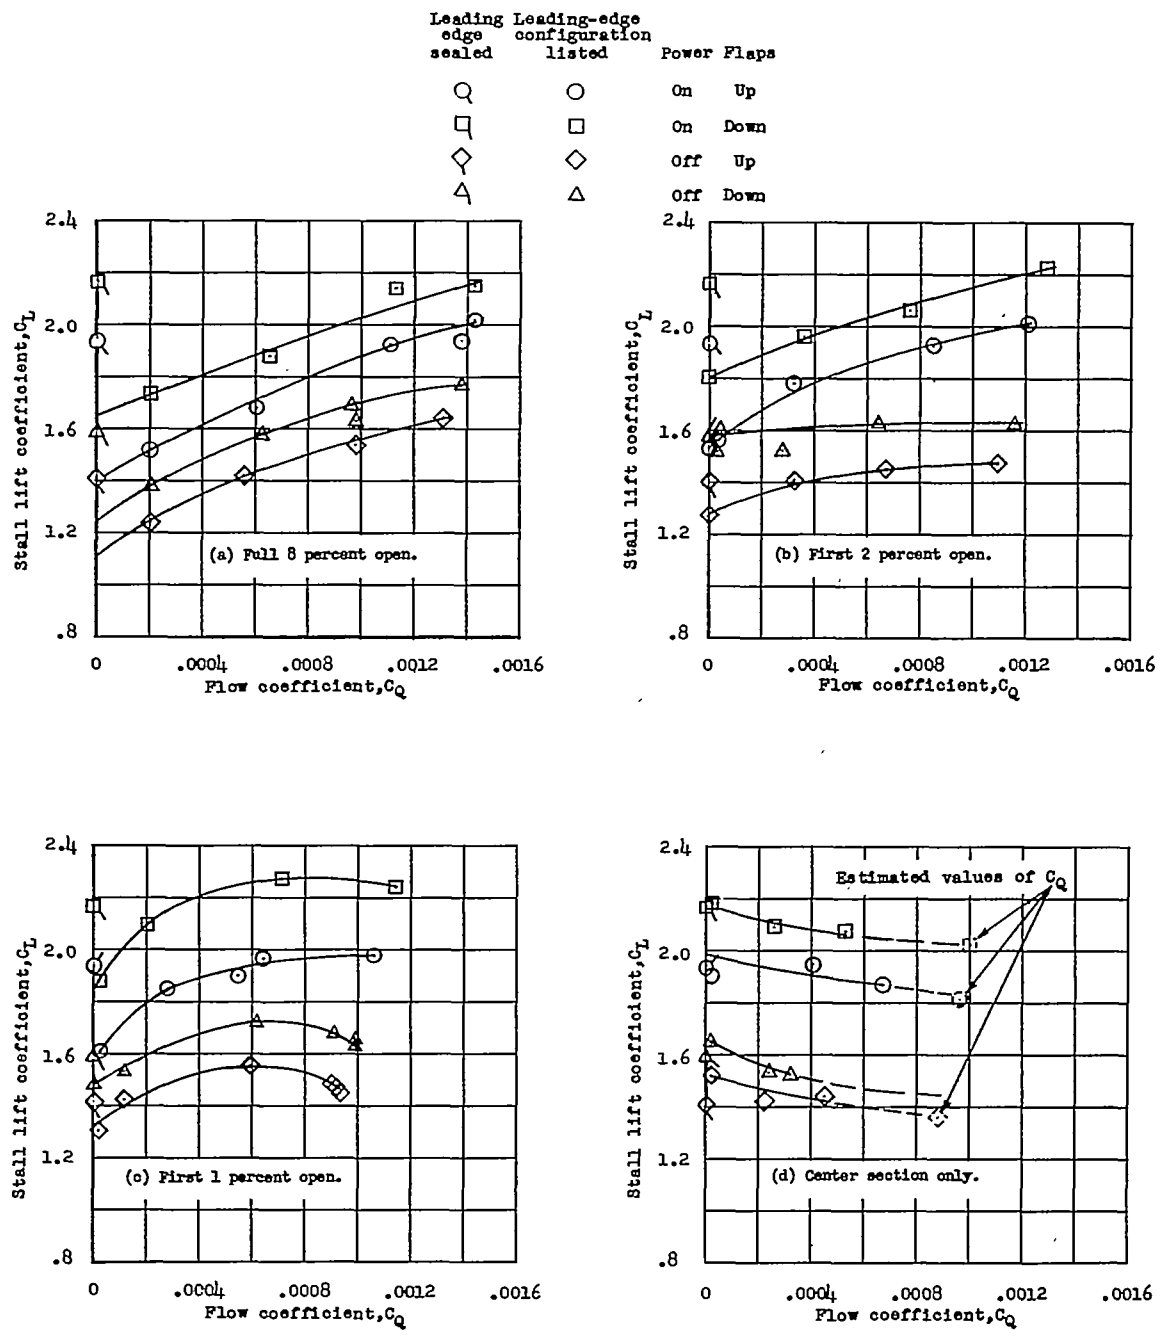 Leading Leading-edge
edge configuration
sealed listed Power Flaps
On Up
On Down
Off Up
Off Down
2.4
2.0
1.6
1.2
.8
Stall lift coefficient,CL
(a) Full 8 percent open.
0 .0004 .0008 .0012 .0016
Flow coefficient,CQ
2.4
2.0
1.6
1.2
.8
Stall lift coefficient,CL
(b) First 2 percent open.
0 .0004 .0008 .0012 .0016
Flow coefficient,CQ
2.4
2.0
1.6
1.2
.8
Stall lift coefficient,CL
(c) First 1 percent open.
0 .0004 .0008 .0012 .0016
Flow coefficient,CQ
2.4
2.0
1.6
1.2
.8
Stall lift coefficient,CL
Estimated values of CQ
(d) Center section only.
0 .0004 .0008 .0012 .0016
Flow coefficient,CQ